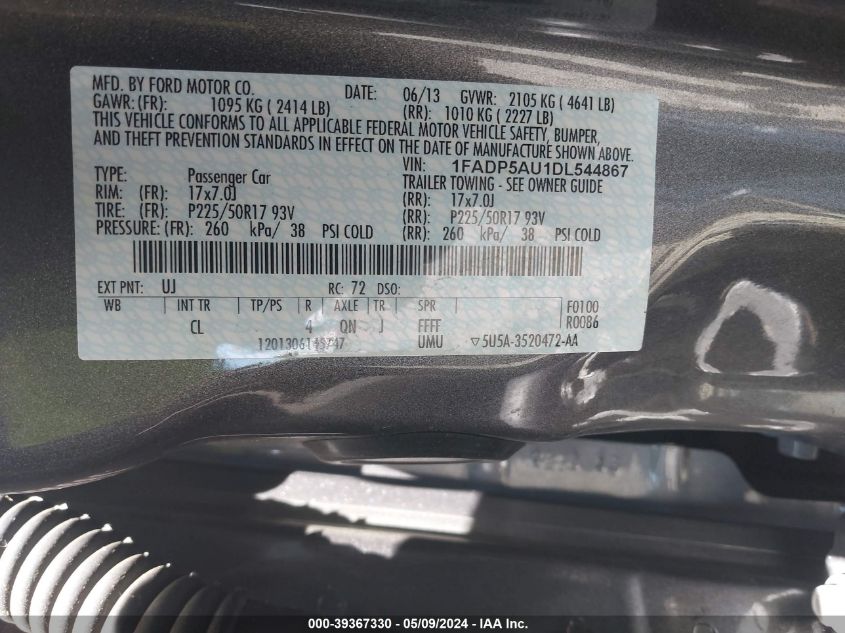 MFD. BY FORD MOTOR CO. DATE: 06/13 GVWR: 2105 KG ( 4641 LB)
GAWR: (FR): 1095 KG ( 2414 LB) (RR): 1010 KG ( 2227 LB)
THIS VEHICLE CONFORMS TO ALL APPLICABLE FEDERAL MOTOR VEHICLE SAFETY, BUMPER,
AND THEFT PREVENTION STANDARDS IN EFFECT ON THE DATE OF MANUFACTURE SHOWN ABOVE.
VIN: 1FADP5AU1DL544867
TYPE: Passenger Car TRAILER TOWING - SEE OWNER GUIDE
RIM: (FR): 17x7.0J (RR): 17x7.0J
TIRE: (FR): P225/50R17 93V (RR): P225/50R17 93V
PRESSURE: (FR): 260 kPa/ 38 PSI COLD (RR): 260 kPa/ 38 PSI COLD
EXT PNT: UJ RC: 72 DSO:
WB INT TR TP/PS R AXLE TR SPR F0100
CL 4 QN J FFFF R0086
UMU ▽5U5A-3520472-AA
000-39367330 - 05/09/2024 - IAA Inc.